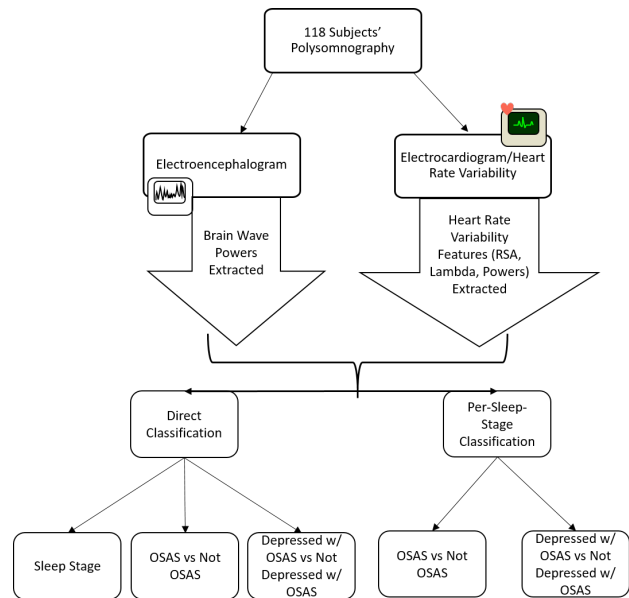 118 Subjects'
Polysomnography
Electroencephalogram
Electrocardiogram/Heart
Rate Variability
Brain Wave
Powers
Extracted
Heart Rate
Variability
Features (RSA,
Lambda, Powers)
Extracted
Direct
Classification
Per-Sleep-
Stage
Classification
Sleep Stage
OSAS vs Not
OSAS
Depressed w/
OSAS vs Not
Depressed w/
OSAS
OSAS vs Not
OSAS
Depressed w/
OSAS vs Not
Depressed w/
OSAS